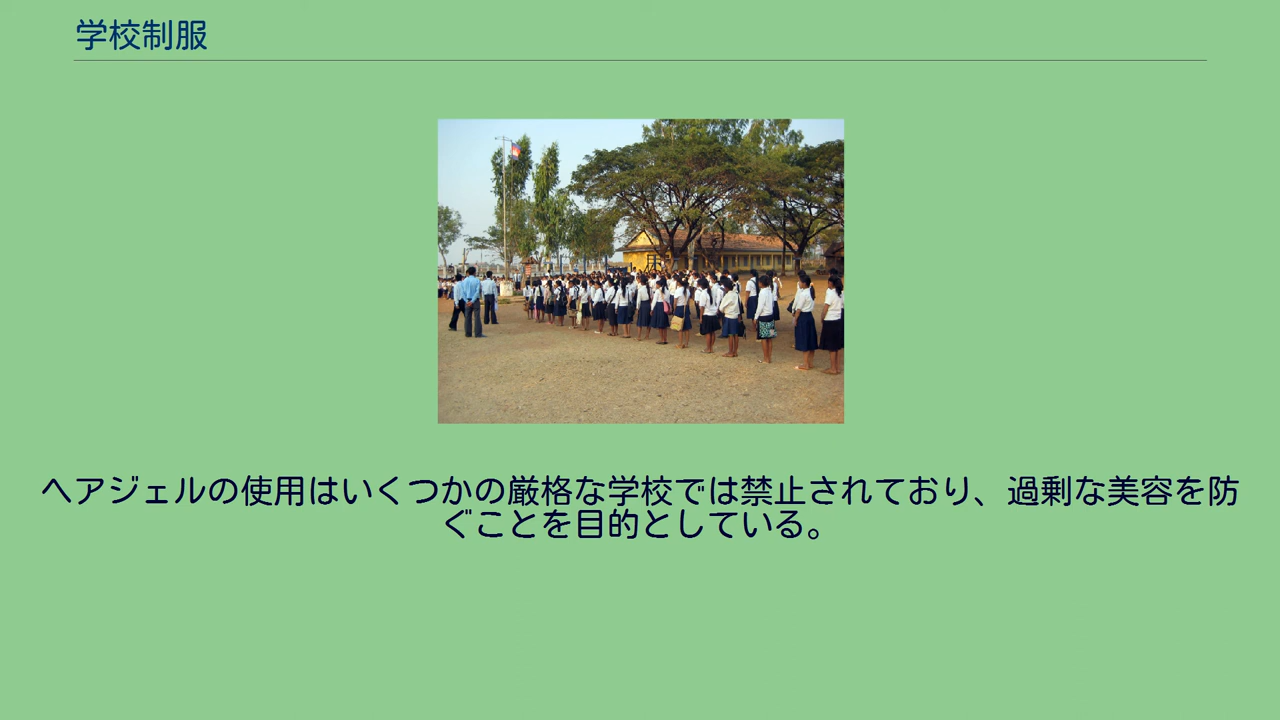 学校制服
ヘアジェルの使用はいくつかの厳格な学校では禁止されており、過剰な美容を防
ぐことを目的としている。